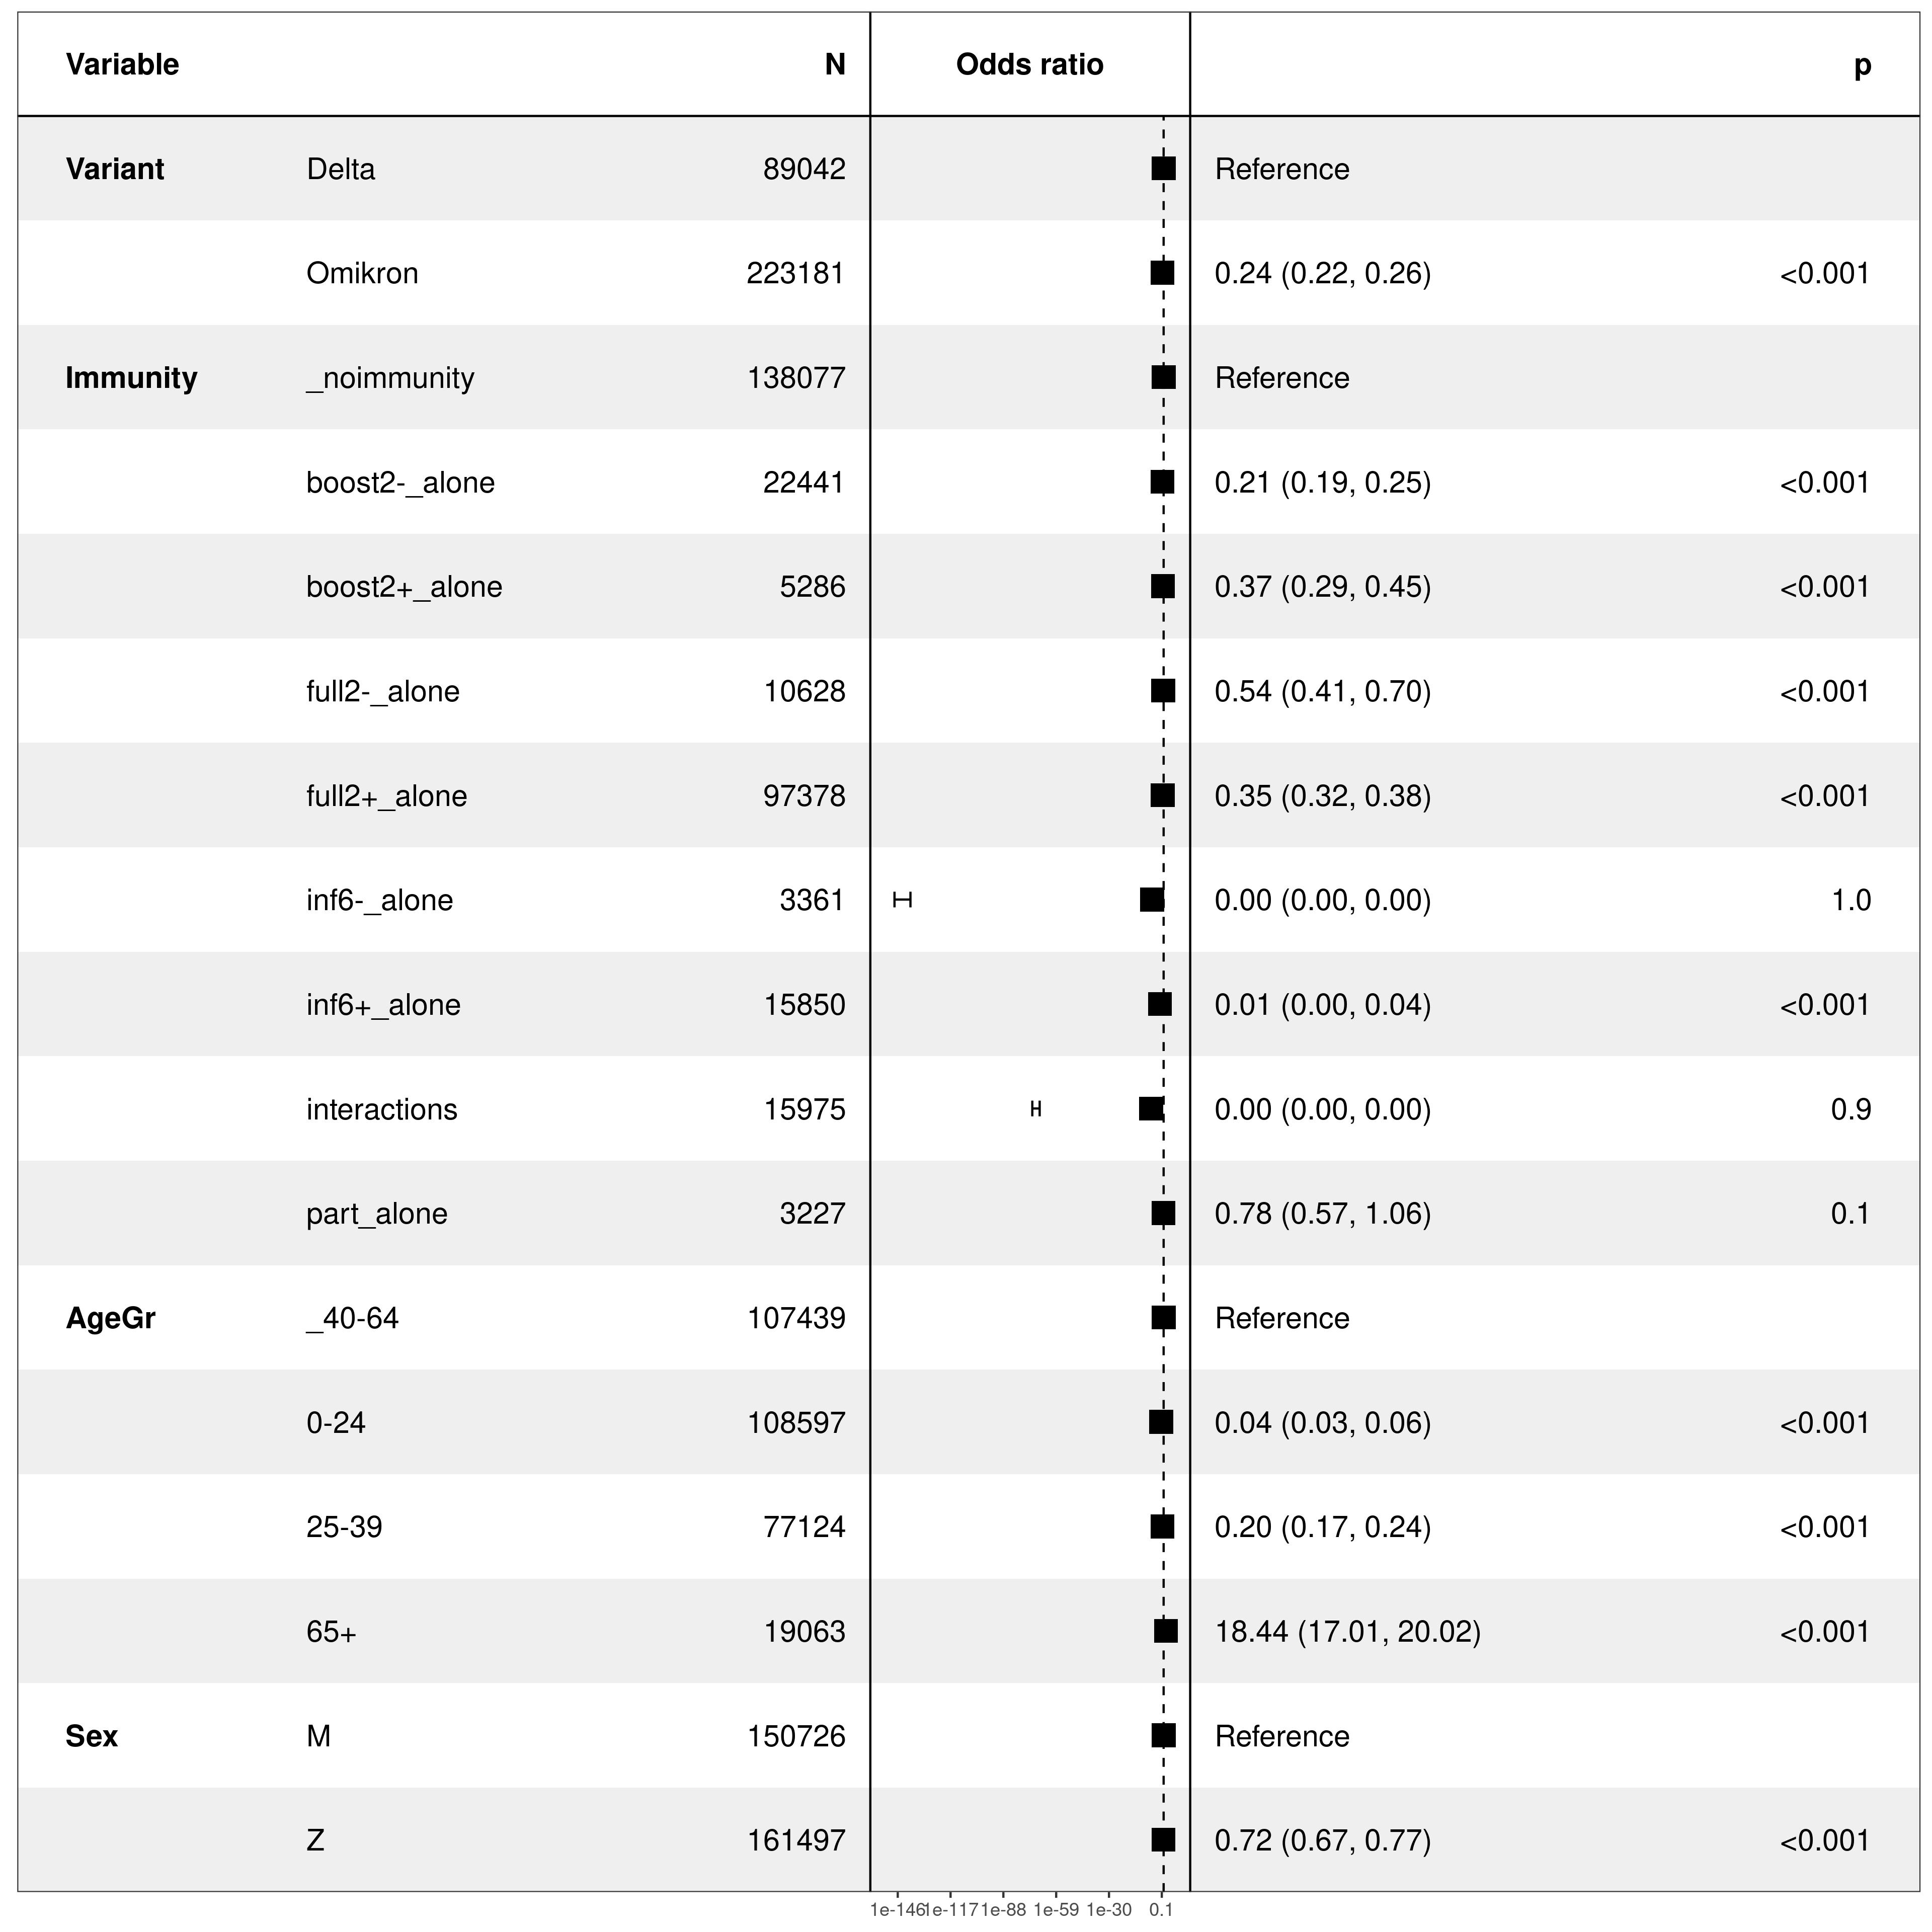 Variable N Odds ratio p
Variant Delta 89042 Reference
Omikron 223181 0.24 (0.22, 0.26) <0.001
Immunity _noimmunity 138077 Reference
boost2-_alone 22441 0.21 (0.19, 0.25) <0.001
boost2+_alone 5286 0.37 (0.29, 0.45) <0.001
full2-_alone 10628 0.54 (0.41, 0.70) <0.001
full2+_alone 97378 0.35 (0.32, 0.38) <0.001
inf6-_alone 3361 0.00 (0.00, 0.00) 1.0
inf6+_alone 15850 0.01 (0.00, 0.04) <0.001
interactions 15975 0.00 (0.00, 0.00) 0.9
part_alone 3227 0.78 (0.57, 1.06) 0.1
AgeGr _40-64 107439 Reference
0-24 108597 0.04 (0.03, 0.06) <0.001
25-39 77124 0.20 (0.17, 0.24) <0.001
65+ 19063 18.44 (17.01, 20.02) <0.001
Sex M 150726 Reference
Z 161497 0.72 (0.67, 0.77) <0.001
1e-146 1e-117 1e-88 1e-59 1e-30 0.1